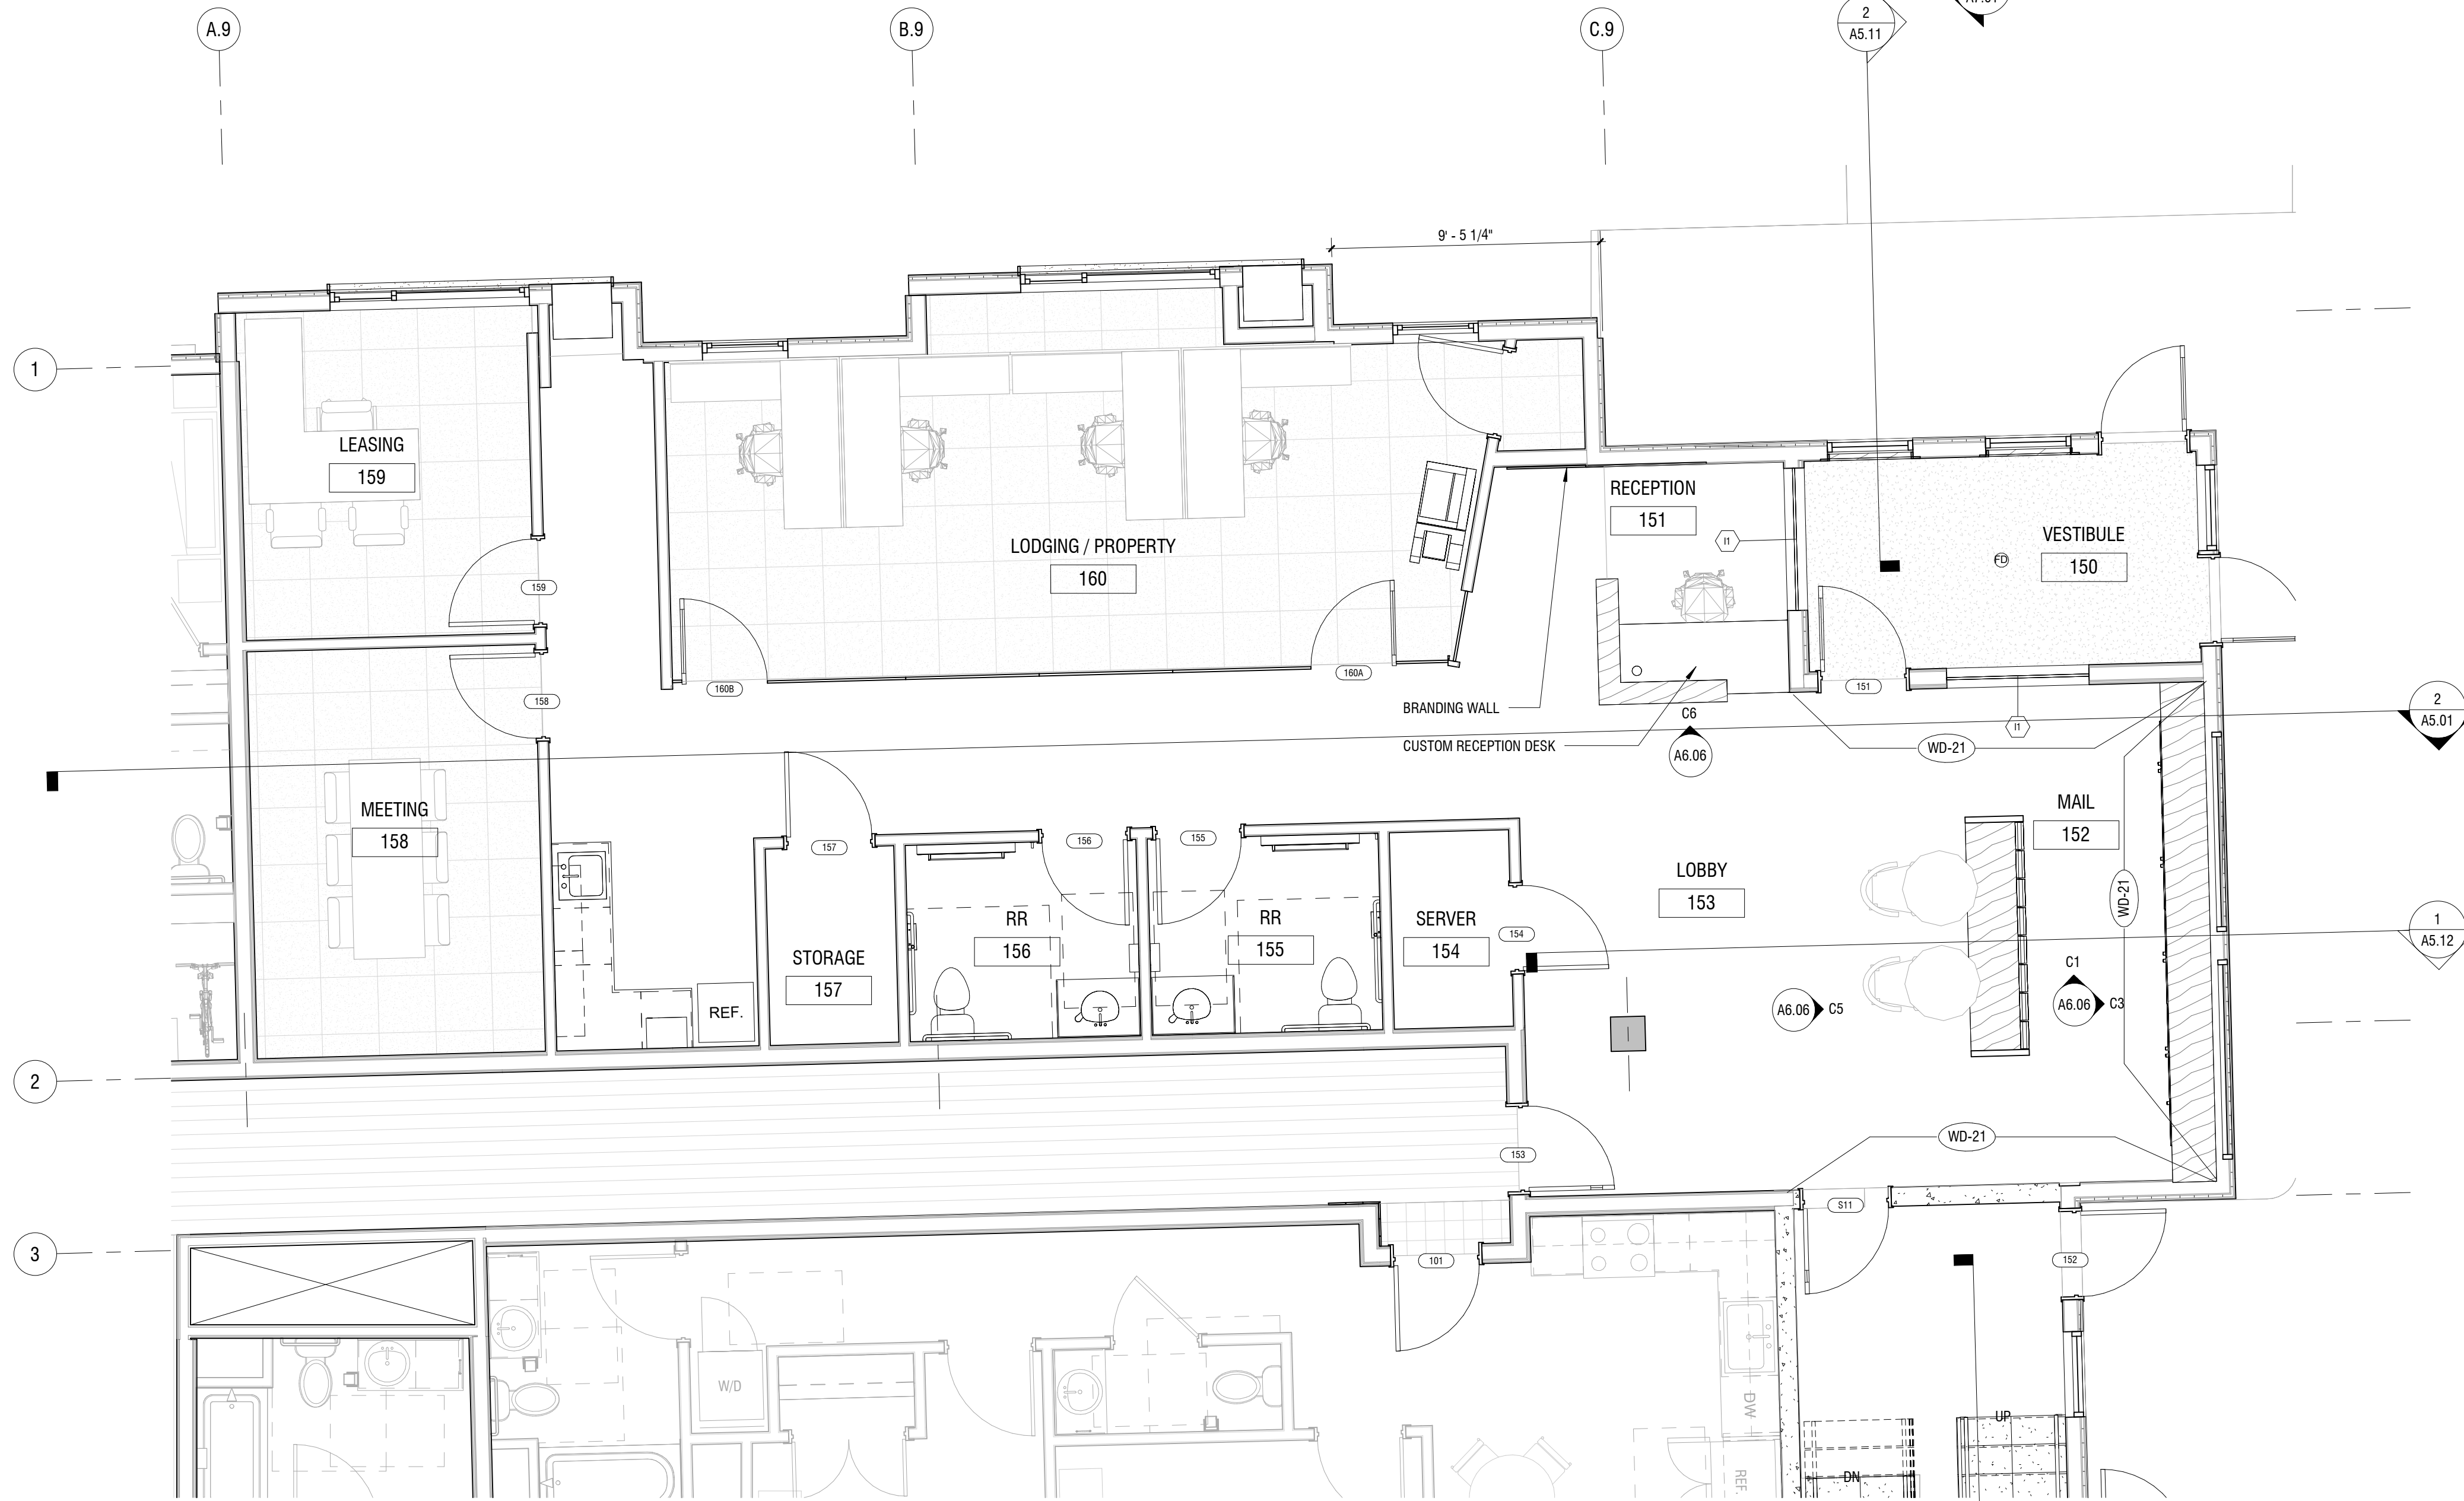 A.9
B.9
C.9
2
A5.11
9' - 5 1/4"
1
LEASING
159
RECEPTION
151
I1
VESTIBULE
150
FD
LODGING / PROPERTY
160
159
158
160B
160A
151
BRANDING WALL
C6
A6.06
CUSTOM RECEPTION DESK
I1
WD-21
2
A5.01
MEETING
158
MAIL
152
157
156
155
LOBBY
153
WD-21
RR
156
RR
155
SERVER
154
154
1
A5.12
STORAGE
157
REF.
C1
A6.06
C3
A6.06
C5
2
WD-21
153
S11
3
101
152
W/D
DW
UP
REF.
DN